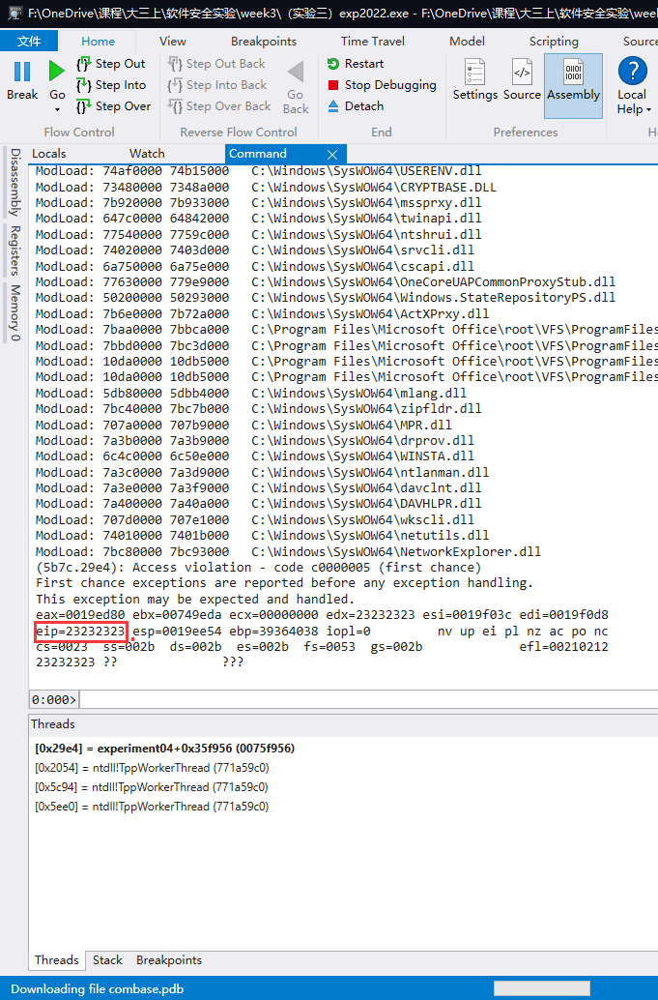 F:\OneDrive\课程\大三上\软件安全实验\week3\（实验三）exp2022.exe - F:\OneDrive\课程\大三上\软件安全实验\week
文件 Home View Breakpoints Time Travel Model Scripting Source
Break
Go
Step Out
Step Into
Step Over
Flow Control
Step Out Back
Step Into Back
Step Over Back
Go Back
Reverse Flow Control
Restart
Stop Debugging
Detach
End
Settings Source Assembly
Preferences
Local Help
Disassembly
Registers
Memory 0
Locals Watch Command
ModLoad: 74af0000 74b15000 C:\Windows\SysWOW64\USERENV.dll
ModLoad: 73480000 7348a000 C:\Windows\SysWOW64\CRYPTBASE.DLL
ModLoad: 7b920000 7b933000 C:\Windows\SysWOW64\mssprxy.dll
ModLoad: 647c0000 64842000 C:\Windows\SysWOW64\twinapi.dll
ModLoad: 77540000 7759c000 C:\Windows\SysWOW64\ntshrui.dll
ModLoad: 74020000 7403d000 C:\Windows\SysWOW64\srvcli.dll
ModLoad: 6a750000 6a75e000 C:\Windows\SysWOW64\cscapi.dll
ModLoad: 77630000 779e9000 C:\Windows\SysWOW64\OneCoreUAPCommonProxyStub.dll
ModLoad: 50200000 50293000 C:\Windows\SysWOW64\Windows.StateRepositoryPS.dll
ModLoad: 7b6e0000 7b72a000 C:\Windows\SysWOW64\ActXPrxy.dll
ModLoad: 7baa0000 7bbca000 C:\Program Files\Microsoft Office\root\VFS\ProgramFiles
ModLoad: 7bbd0000 7bc3d000 C:\Program Files\Microsoft Office\root\VFS\ProgramFiles
ModLoad: 10da0000 10db5000 C:\Program Files\Microsoft Office\root\VFS\ProgramFiles
ModLoad: 10da0000 10db5000 C:\Program Files\Microsoft Office\root\VFS\ProgramFiles
ModLoad: 5db80000 5dbb4000 C:\Windows\SysWOW64\mlang.dll
ModLoad: 7bc40000 7bc7b000 C:\Windows\SysWOW64\zipfldr.dll
ModLoad: 707a0000 707b9000 C:\Windows\SysWOW64\MPR.dll
ModLoad: 7a3b0000 7a3b9000 C:\Windows\SysWOW64\drprov.dll
ModLoad: 6c4c0000 6c50e000 C:\Windows\SysWOW64\WINSTA.dll
ModLoad: 7a3c0000 7a3d9000 C:\Windows\SysWOW64\ntlanman.dll
ModLoad: 7a3e0000 7a3f9000 C:\Windows\SysWOW64\davclnt.dll
ModLoad: 7a400000 7a40a000 C:\Windows\SysWOW64\DAVHLPR.dll
ModLoad: 707d0000 707e1000 C:\Windows\SysWOW64\wkscli.dll
ModLoad: 74010000 7401b000 C:\Windows\SysWOW64\netutils.dll
ModLoad: 7bc80000 7bc93000 C:\Windows\SysWOW64\NetworkExplorer.dll
(5b7c.29e4): Access violation - code c0000005 (first chance)
First chance exceptions are reported before any exception handling.
This exception may be expected and handled.
eax=0019ed80 ebx=00749eda ecx=00000000 edx=23232323 esi=0019f03c edi=0019f0d8
eip=23232323 esp=0019ee54 ebp=39364038 iopl=0 nv up ei pl nz ac po nc
cs=0023 ss=002b ds=002b es=002b fs=0053 gs=002b efl=00210212
23232323 ?? ???
0:000>
Threads
[0x29e4] = experiment04+0x35f956 (0075f956)
[0x2054] = ntdll!TppWorkerThread (771a59c0)
[0x5c94] = ntdll!TppWorkerThread (771a59c0)
[0x5ee0] = ntdll!TppWorkerThread (771a59c0)
Threads Stack Breakpoints
Downloading file combase.pdb